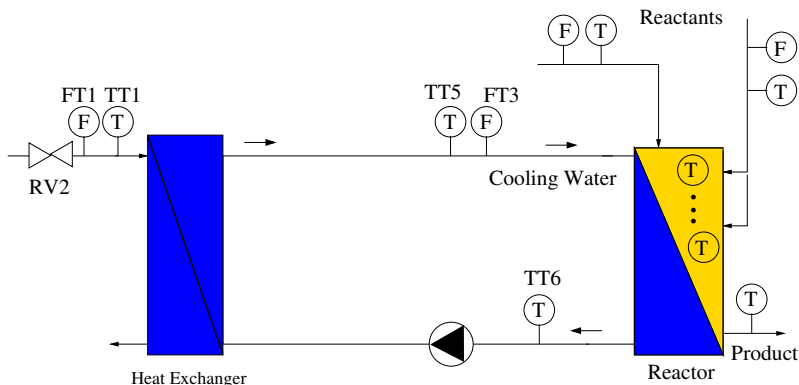 Reactants
F T
F
T
FT1 TT1
F T
RV2
TT5 FT3
T F
Cooling Water
T
T
TT6
T
T
Product
Heat Exchanger
Reactor